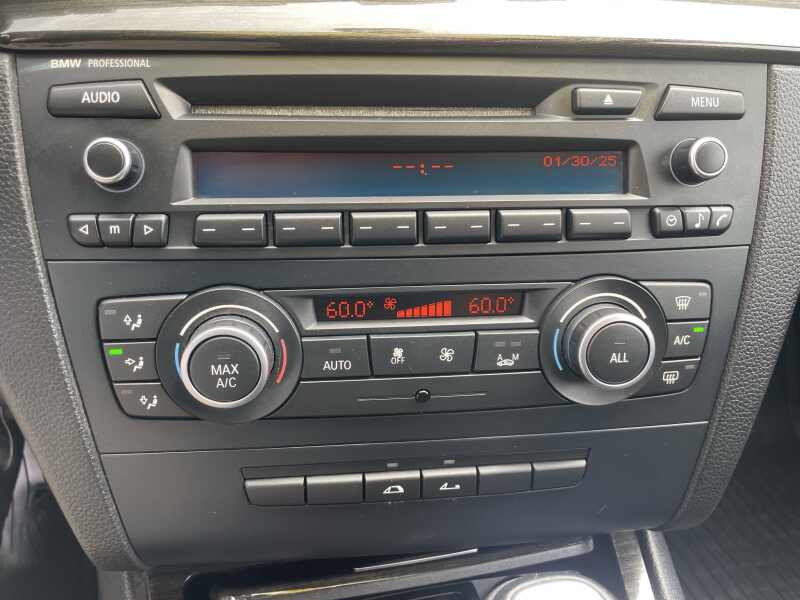 BMW PROFESSIONAL
AUDIO
MENU
--:-- 01/30/25
m
60.0° 60.0°
MAX A/C
AUTO
OFF
A M
ALL
A/C